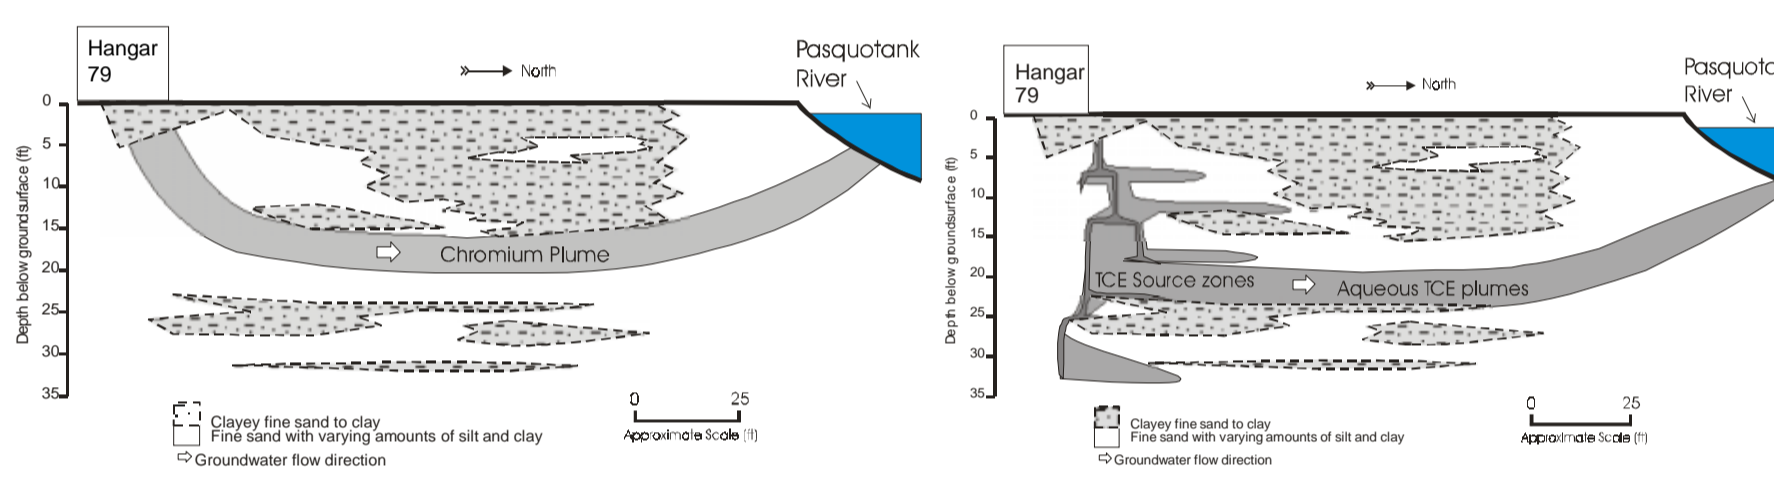 Hangar
79
North
Pasquotank
River
0
5
10
15
20
25
30
35
Depth below ground surface (ft)
Chromium Plume
0 25
Approximate Scale (ft)
Clayey fine sand to clay
Fine sand with varying amounts of silt and clay
Groundwater flow direction
Hangar
79
North
Pasquota
River
0
5
10
15
20
25
30
35
Depth below groundsurface (ft)
TCE Source zones
Aqueous TCE plumes
0 25
Approximate Scale (ft)
Clayey fine sand to clay
Fine sand with varying amounts of silt and clay
Groundwater flow direction